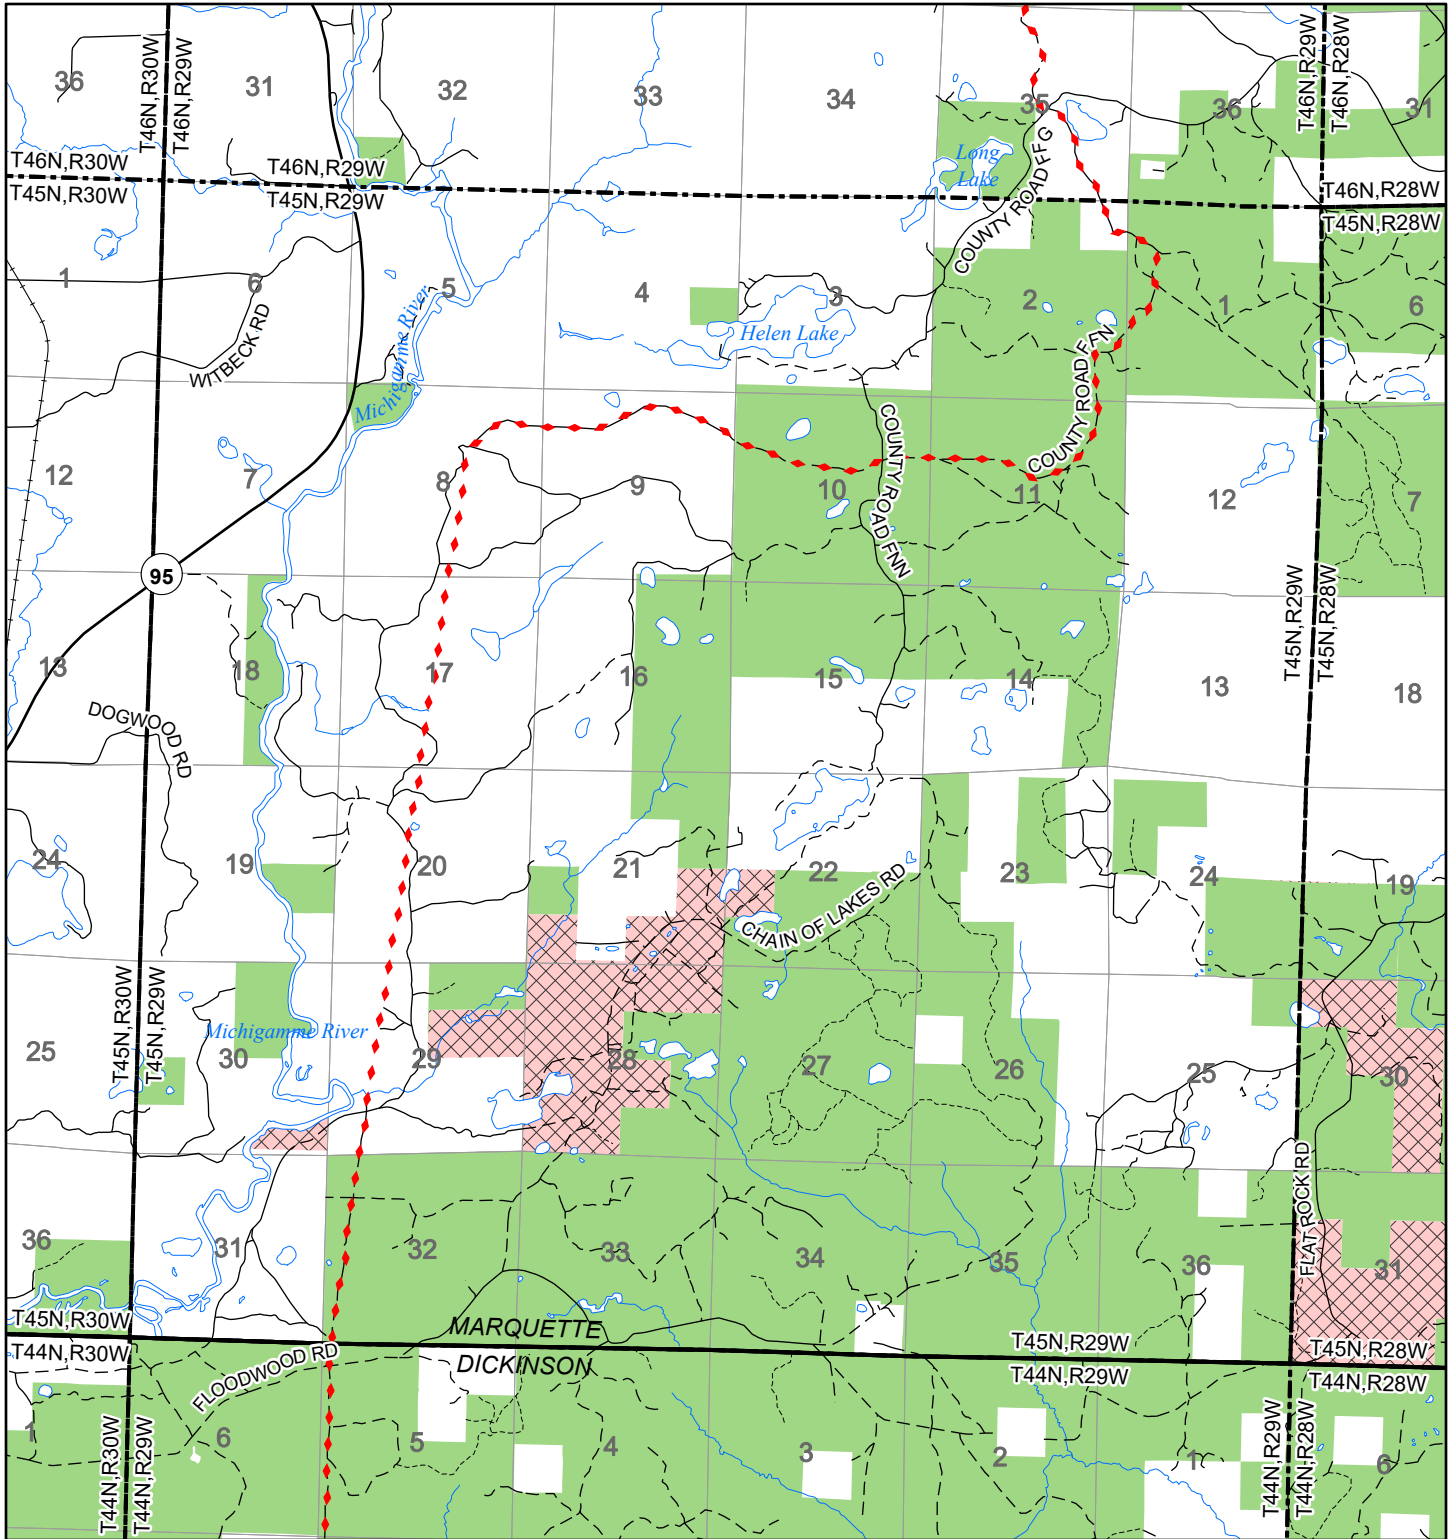 36
31
32
33
34
35
36
31
T46N,R30W
T46N,R29W
T46N,R29W
T46N,R28W
T46N,R30W
T45N,R30W
T46N,R29W
T45N,R29W
T46N,R28W
T45N,R28W
Long
Lake
COUNTY ROAD FFG
1
6
5
4
3
2
1
6
WITBECK RD
Michigamme River
Helen Lake
COUNTY ROAD FFN
COUNTY ROAD FNN
12
7
8
9
10
11
12
7
95
T45N,R29W
T45N,R28W
13
18
17
16
15
14
13
18
DOGWOOD RD
24
19
20
21
22
23
24
19
CHAIN OF LAKES RD
T45N,R30W
T45N,R29W
Michigamme River
25
30
29
28
27
26
25
30
FLAT ROCK RD
36
31
32
33
34
35
36
31
T45N,R30W
T44N,R30W
MARQUETTE
DICKINSON
T45N,R29W
T44N,R29W
T45N,R28W
T44N,R28W
FLOODWOOD RD
1
6
5
4
3
2
1
6
T44N,R30W
T44N,R29W
T44N,R29W
T44N,R28W